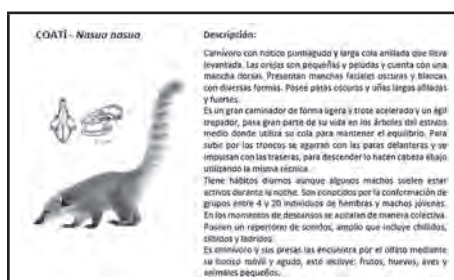 COATÍ - Nasua nasua
Descripción:
Carnívoro con hótico puntiagudo y larga cola anillada que lleva
levantada. Las orejas son pequeñas y peludas y cuenta con una
mancha dorsal. Presentan manchas faciales oscuras y blancas
con diversas formas. Posee patas oscuras y uñas largas afiladas
y fuertes.
Es un gran caminador de forma ligera y trote acelerado y un ágil
trepador, pasa gran parte de su vida en los árboles del estrato
medio donde utiliza su cola para mantener el equilibrio. Para
subir por los troncos se agarran con las patas delanteras y se
impulsan con las traseras, para descender lo hacen cabeza abajo
utilizando la misma técnica.
Tiene hábitos diurnos aunque algunos machos suelen estar
activos durante la noche. Son conocidos por la conformación de
grupos entre 4 y 20 individuos de hembras y machos jóvenes.
En los momentos de descansos se acicalan de manera colectiva.
Poseen un repertorio de sonidos, amplio que incluye chillidos,
silbidos y ladridos.
Es omnívoro y sus presas las encuentra por el olfato mediante
su hocico móvil y agudo, esto incluye: frutos, huevos, aves y
animales pequeños.